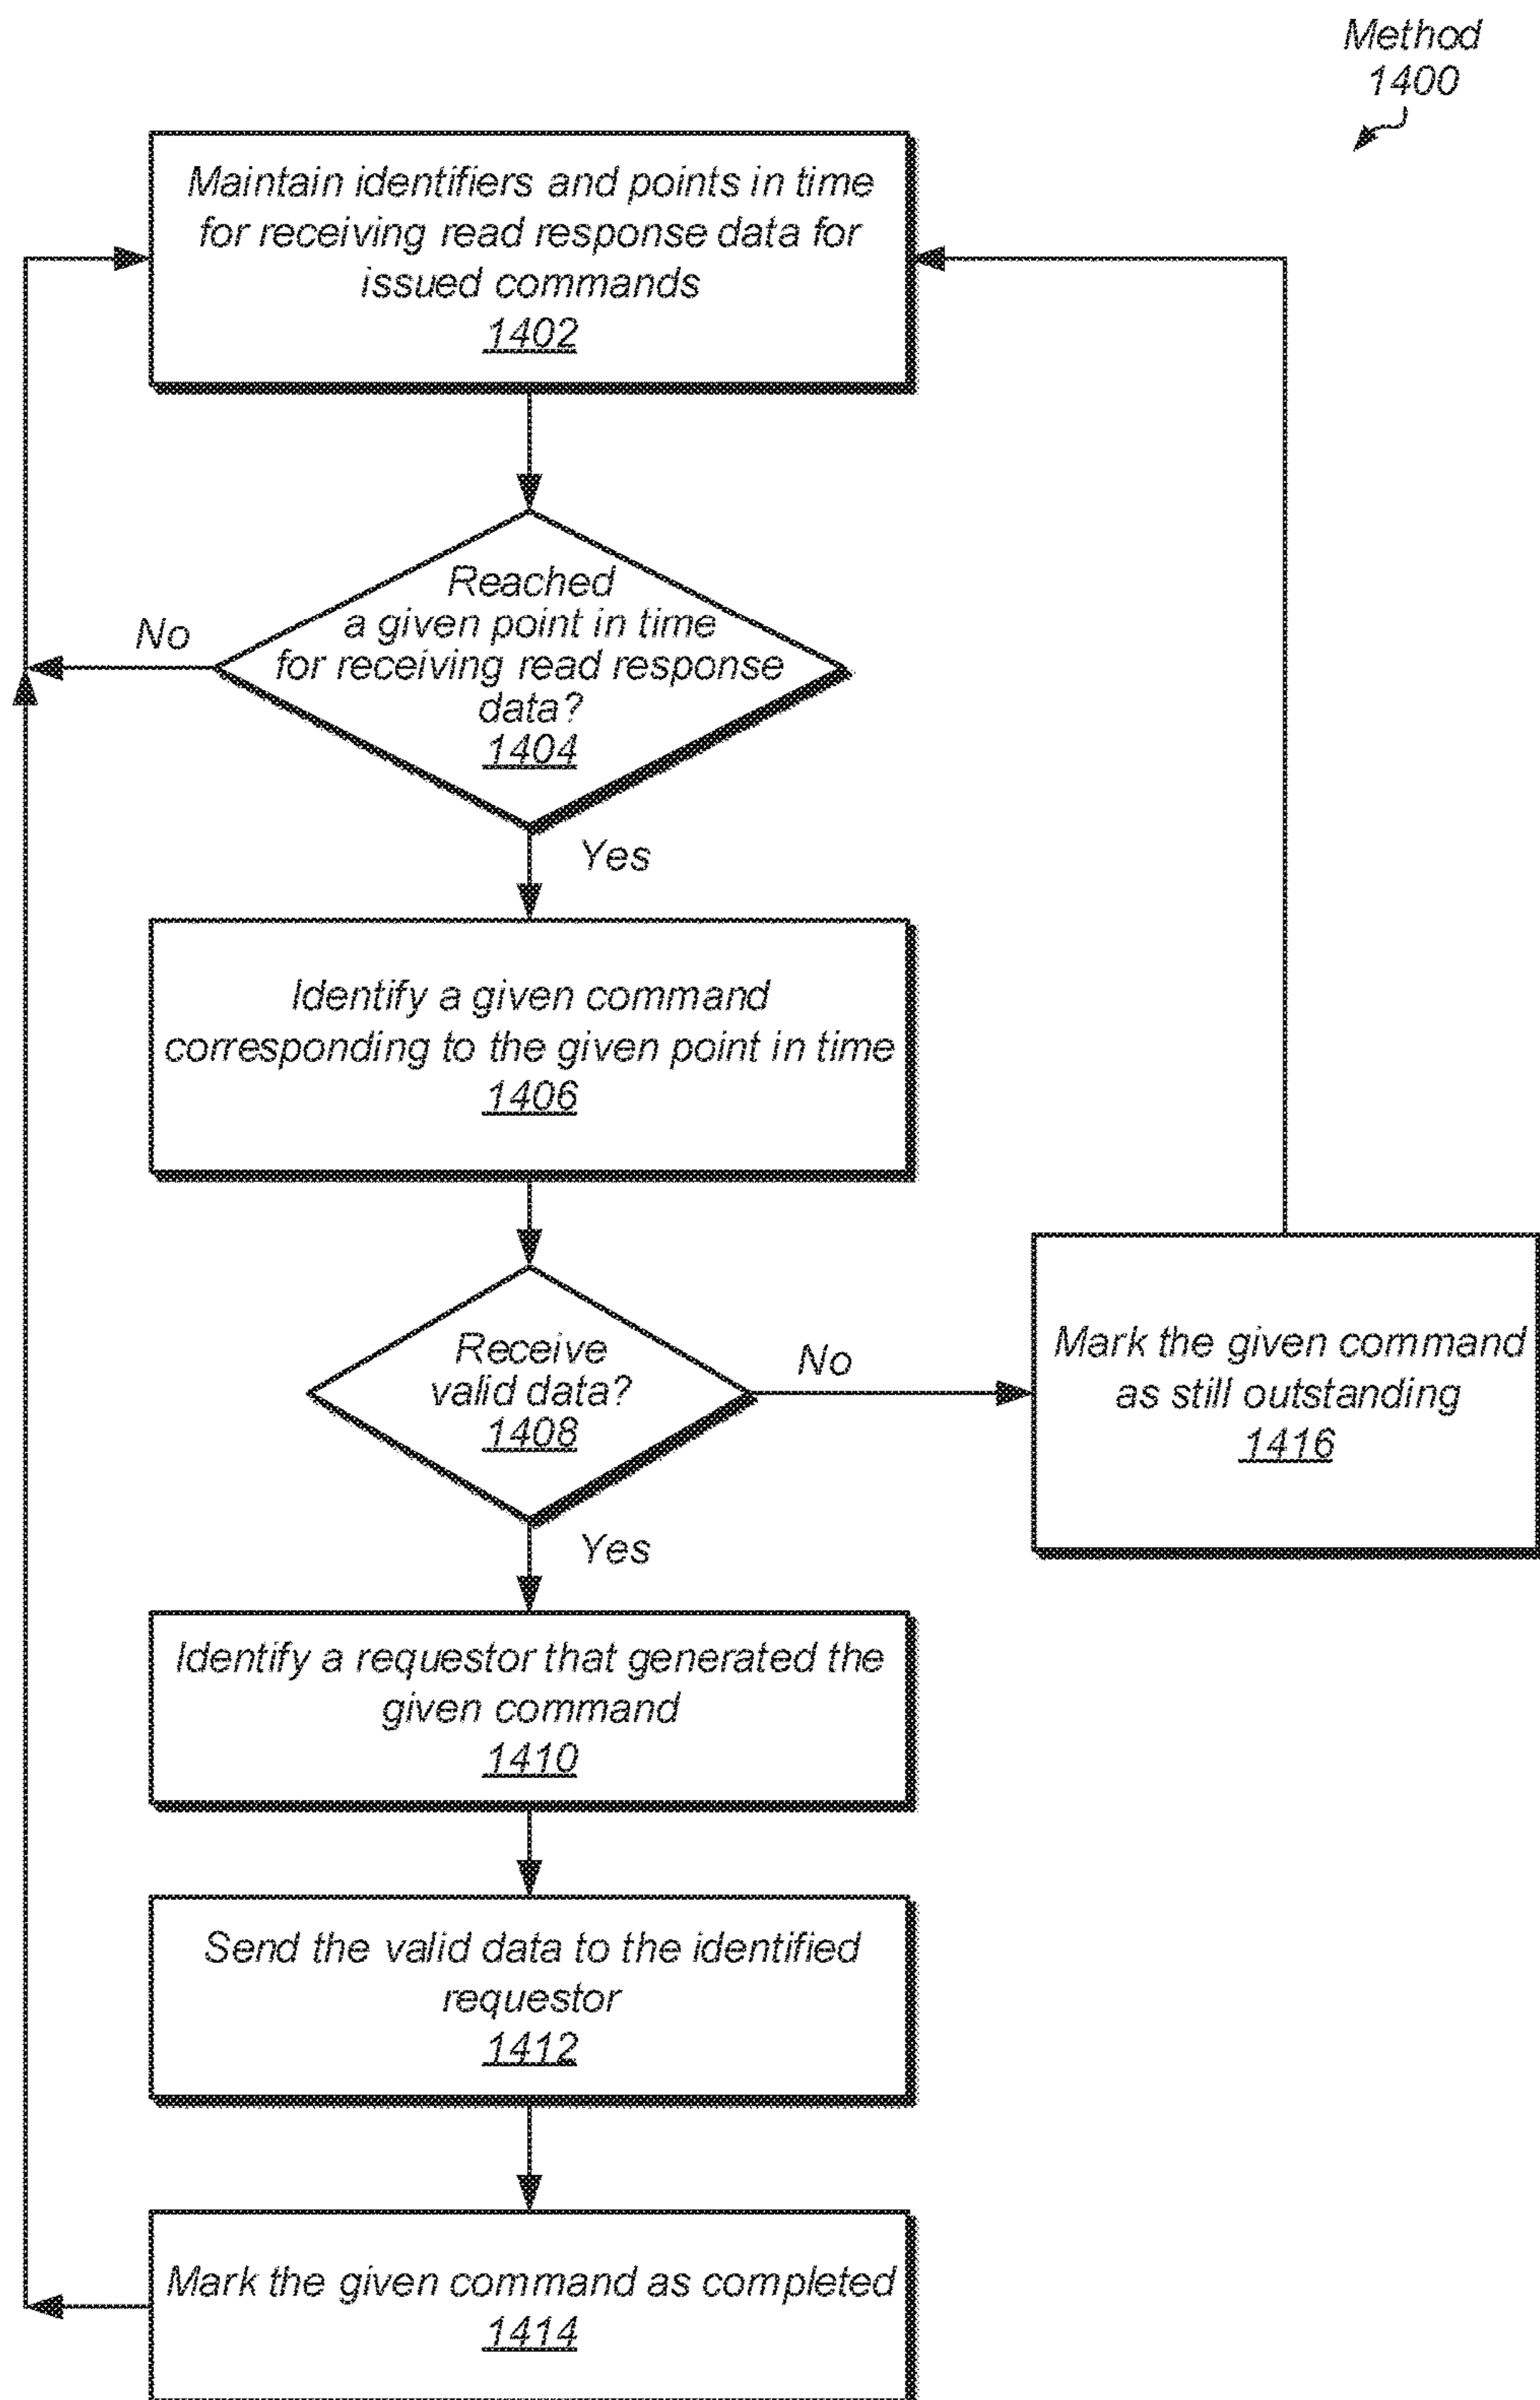 Method
1400
Maintain identifiers and points in time
for receiving read response data for
issued commands
1402
Reached
a given point in time
for receiving read response
data?
1404
No
Yes
Identify a given command
corresponding to the given point in time
1406
Receive
valid data?
1408
No
Mark the given command
as still outstanding
1416
Yes
Identify a requestor that generated the
given command
1410
Send the valid data to the identified
requestor
1412
Mark the given command as completed
1414